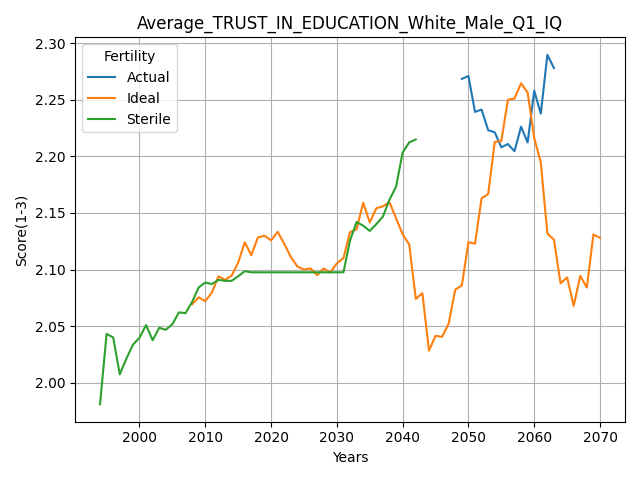 Average_TRUST_IN_EDUCATION_White_Male_Q1_IQ
Fertility
Actual
Ideal
Sterile
Score(1-3)
2.30
2.25
2.20
2.15
2.10
2.05
2.00
2000 2010 2020 2030 2040 2050 2060 2070
Years